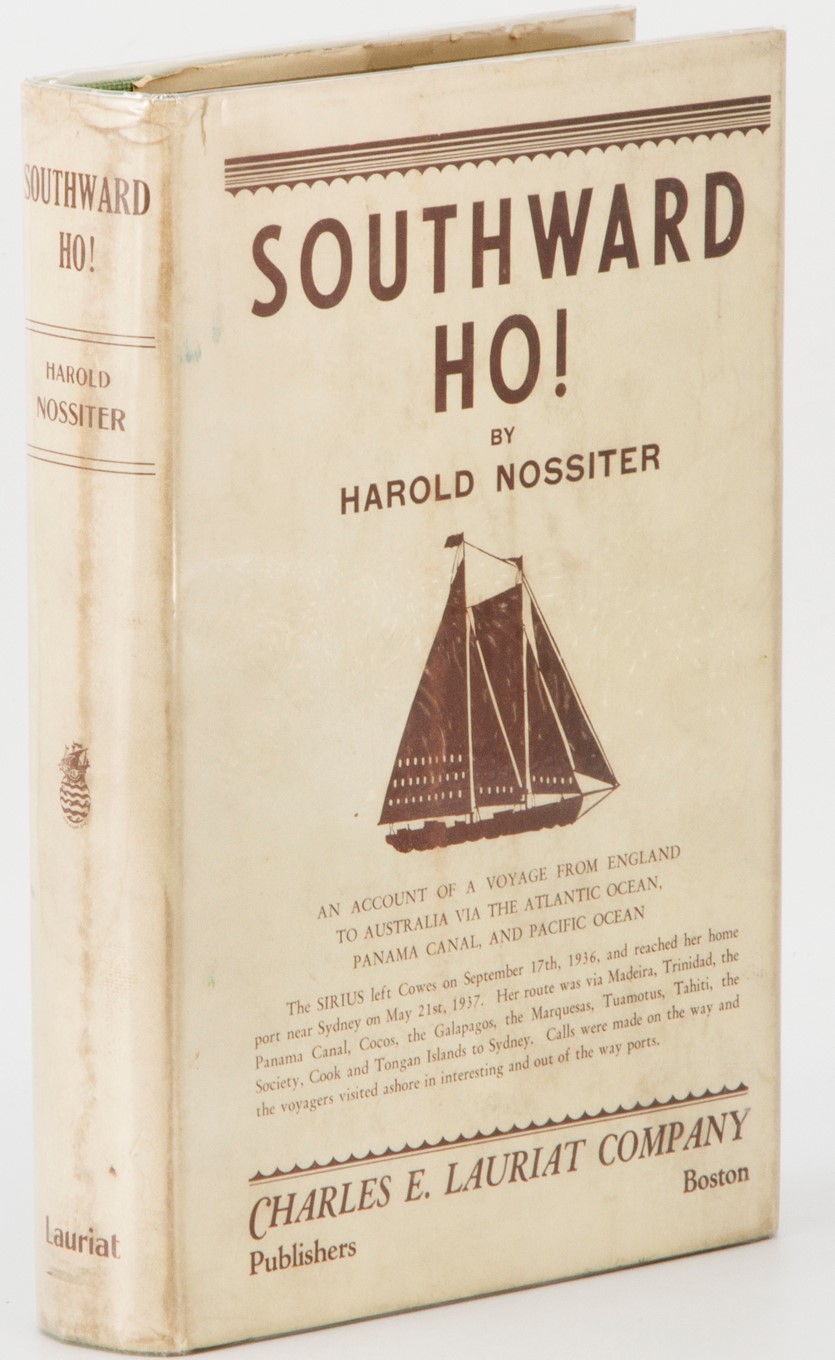 SOUTHWARD
HO!
HAROLD
NOSSITER
Lauriat
SOUTHWARD
HO!
BY
HAROLD NOSSITER
AN ACCOUNT OF A VOYAGE FROM ENGLAND
TO AUSTRALIA VIA THE ATLANTIC OCEAN,
PANAMA CANAL, AND PACIFIC OCEAN
The SIRIUS left Cowes on September 17th, 1936, and reached her home
port near Sydney on May 21st, 1937. Her route was via Madeira, Trinidad, the
Panama Canal, Cocos, the Galapagos, the Marquesas, Tuamotus, Tahiti, the
Society, Cook and Tongan Islands to Sydney. Calls were made on the way and
the voyagers visited ashore in interesting and out of the way ports.
CHARLES E. LAURIAT COMPANY
Publishers Boston